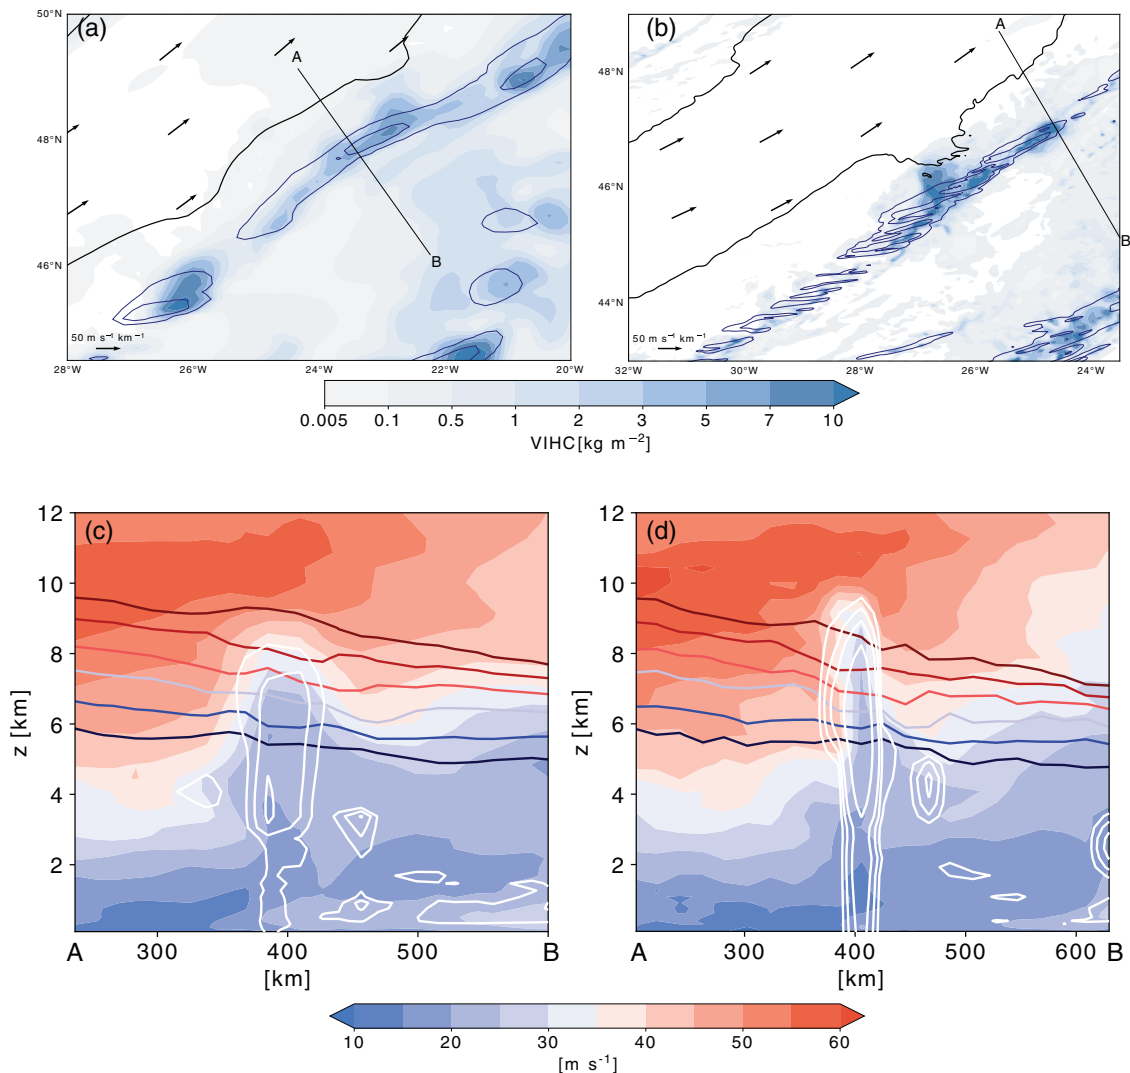 (a)
A
B
50°N
48°N
46°N
50 m s⁻¹ km⁻¹
28°W 26°W 24°W 22°W 20°W
(b)
A
B
48°N
46°N
44°N
50 m s⁻¹ km⁻¹
32°W 30°W 28°W 26°W 24°W
0.005 0.1 0.5 1 2 3 5 7 10
VIHC[kg m⁻²]
(c)
12
10
8
6
4
2
z [km]
A 300 400 500 B
[km]
(d)
12
10
8
6
4
2
z [km]
A 300 400 500 600 B
[km]
10 20 30 40 50 60
[m s⁻¹]